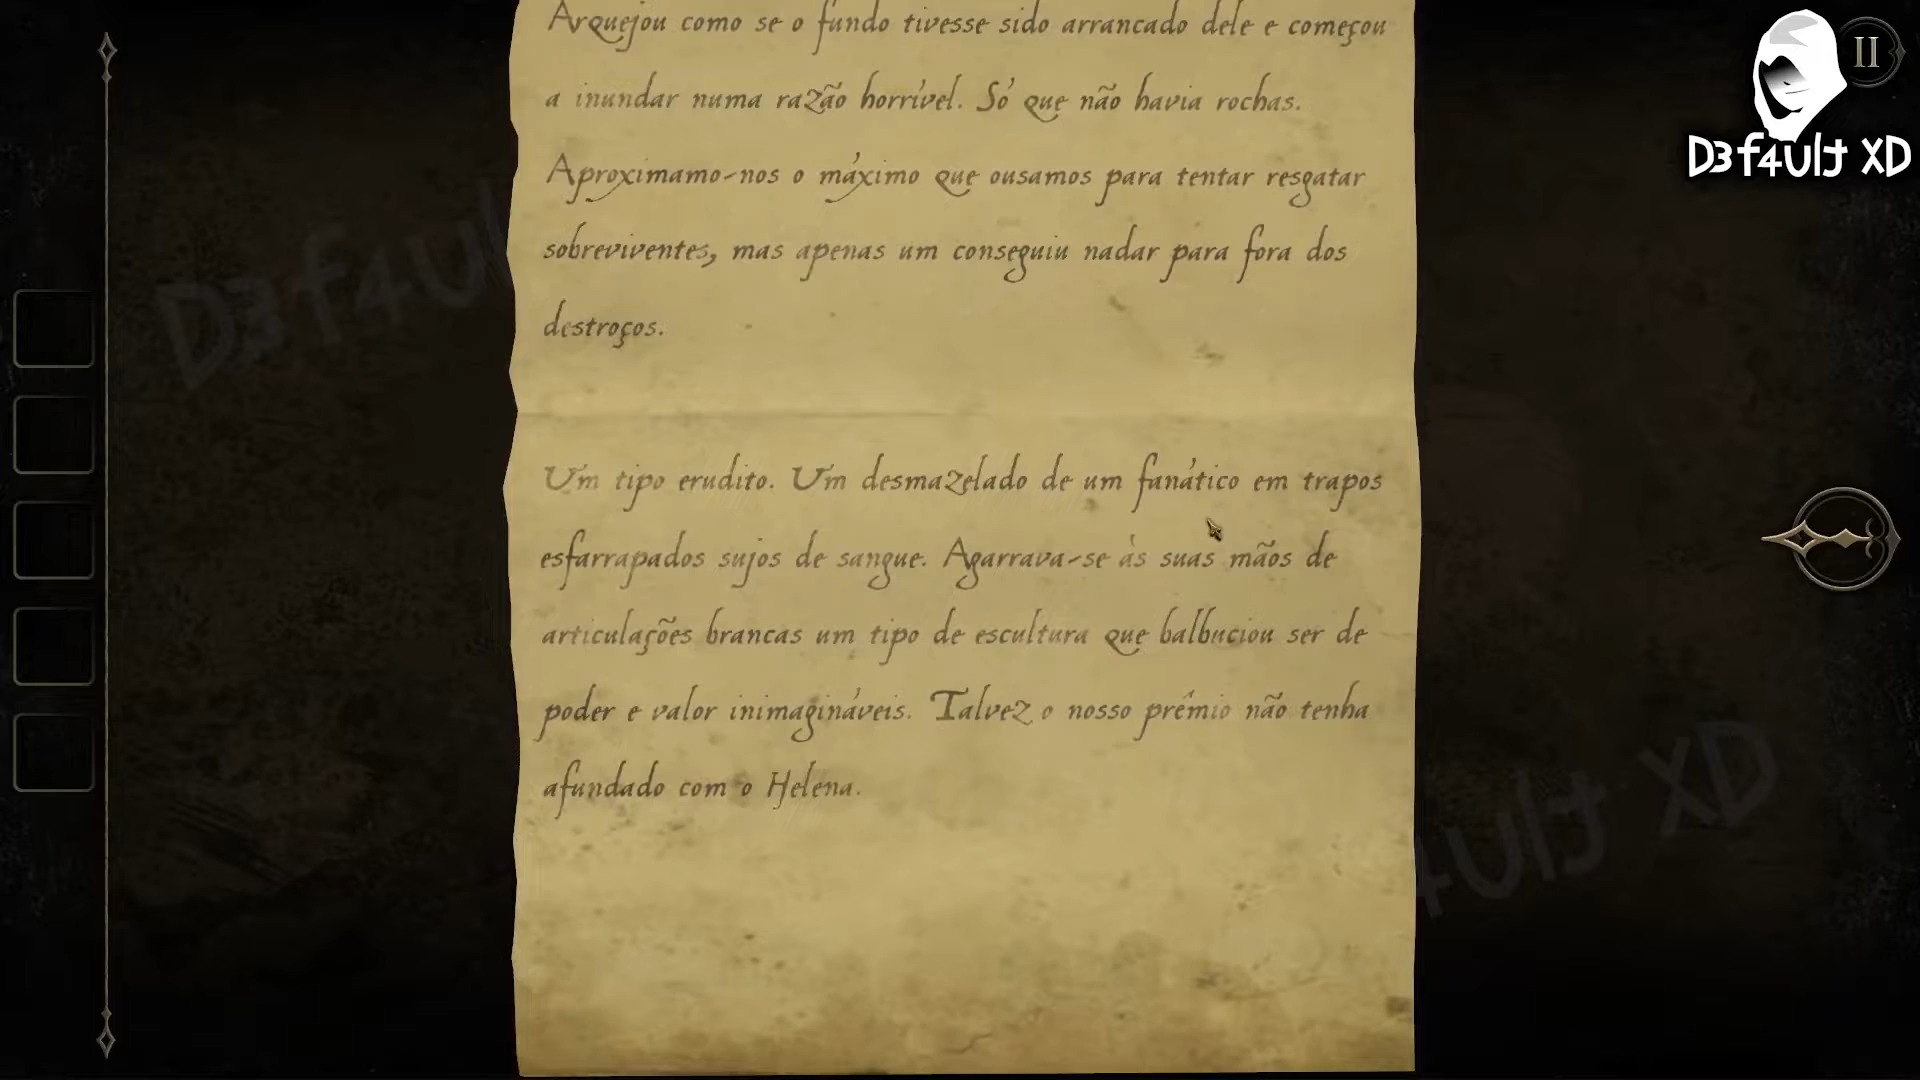 Arquejou como se o fundo tivesse sido arrancado dele e começou
a inundar numa razão horrível. Só que não havia rochas.
Aproximamo-nos o máximo que ousamos para tentar resgatar
sobreviventes, mas apenas um conseguiu nadar para fora dos
destroços.
Um tipo erudito. Um desmazelado de um fanático em trapos
esfarrapados sujos de sangue. Agarrava-se às suas mãos de
articulações brancas um tipo de escultura que balbuciou ser de
poder e valor inimagináveis. Talvez o nosso prêmio não tenha
afundado com o Helena.
II
D3f4Ult XD
D3f4Ul
4Ult XD